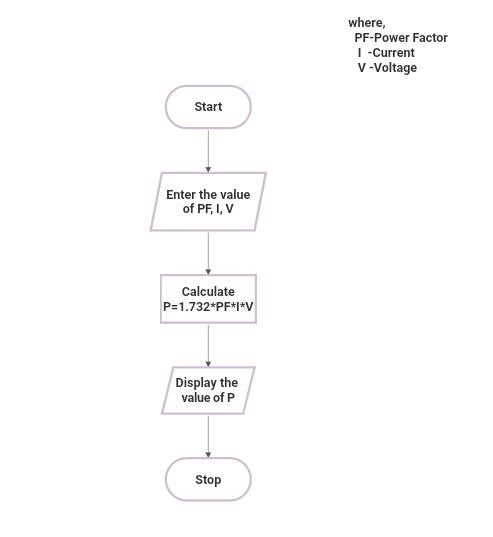 where,
PF-Power Factor
I -Current
V -Voltage
Start
Enter the value
of PF, I, V
Calculate
P=1.732*PF*I*V
Display the
value of P
Stop